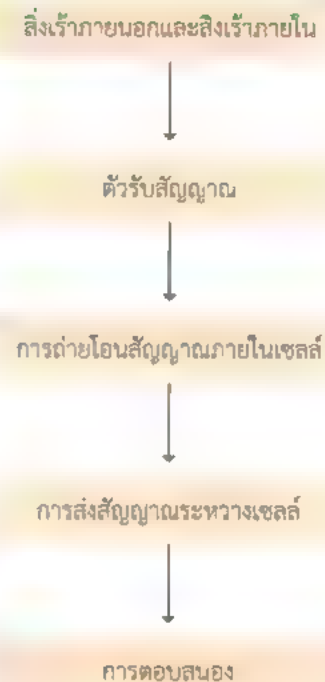 สิ่งเร้าภายนอกและสิ่งเร้าภายใน
ตัวรับสัญญาณ
การถ่ายโอนสัญญาณภายในเซลล์
การส่งสัญญาณระหว่างเซลล์
การตอบสนอง